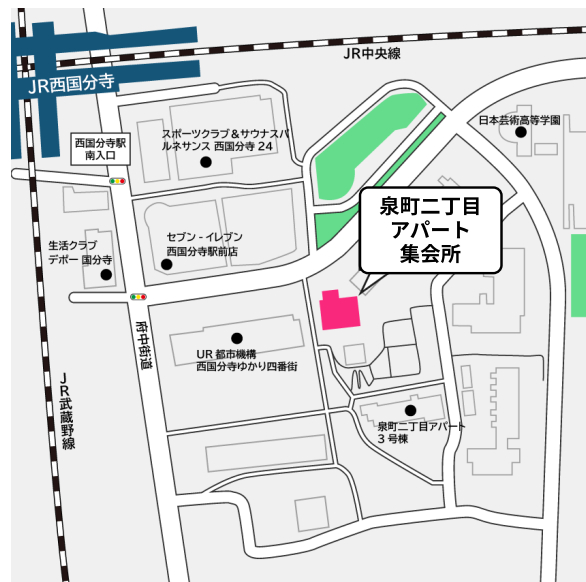 JR中央線
JR西国分寺
西国分寺駅
南入口
スポーツクラブ＆サウナスパ
ルネサンス 西国分寺 24
日本芸術高等学園
泉町二丁目
アパート
集会所
生活クラブ
デポー 国分寺
セブン - イレブン
西国分寺駅前店
府中街道
UR 都市機構
西国分寺ゆかり四番街
JR武蔵野線
泉町二丁目アパート
3 号棟